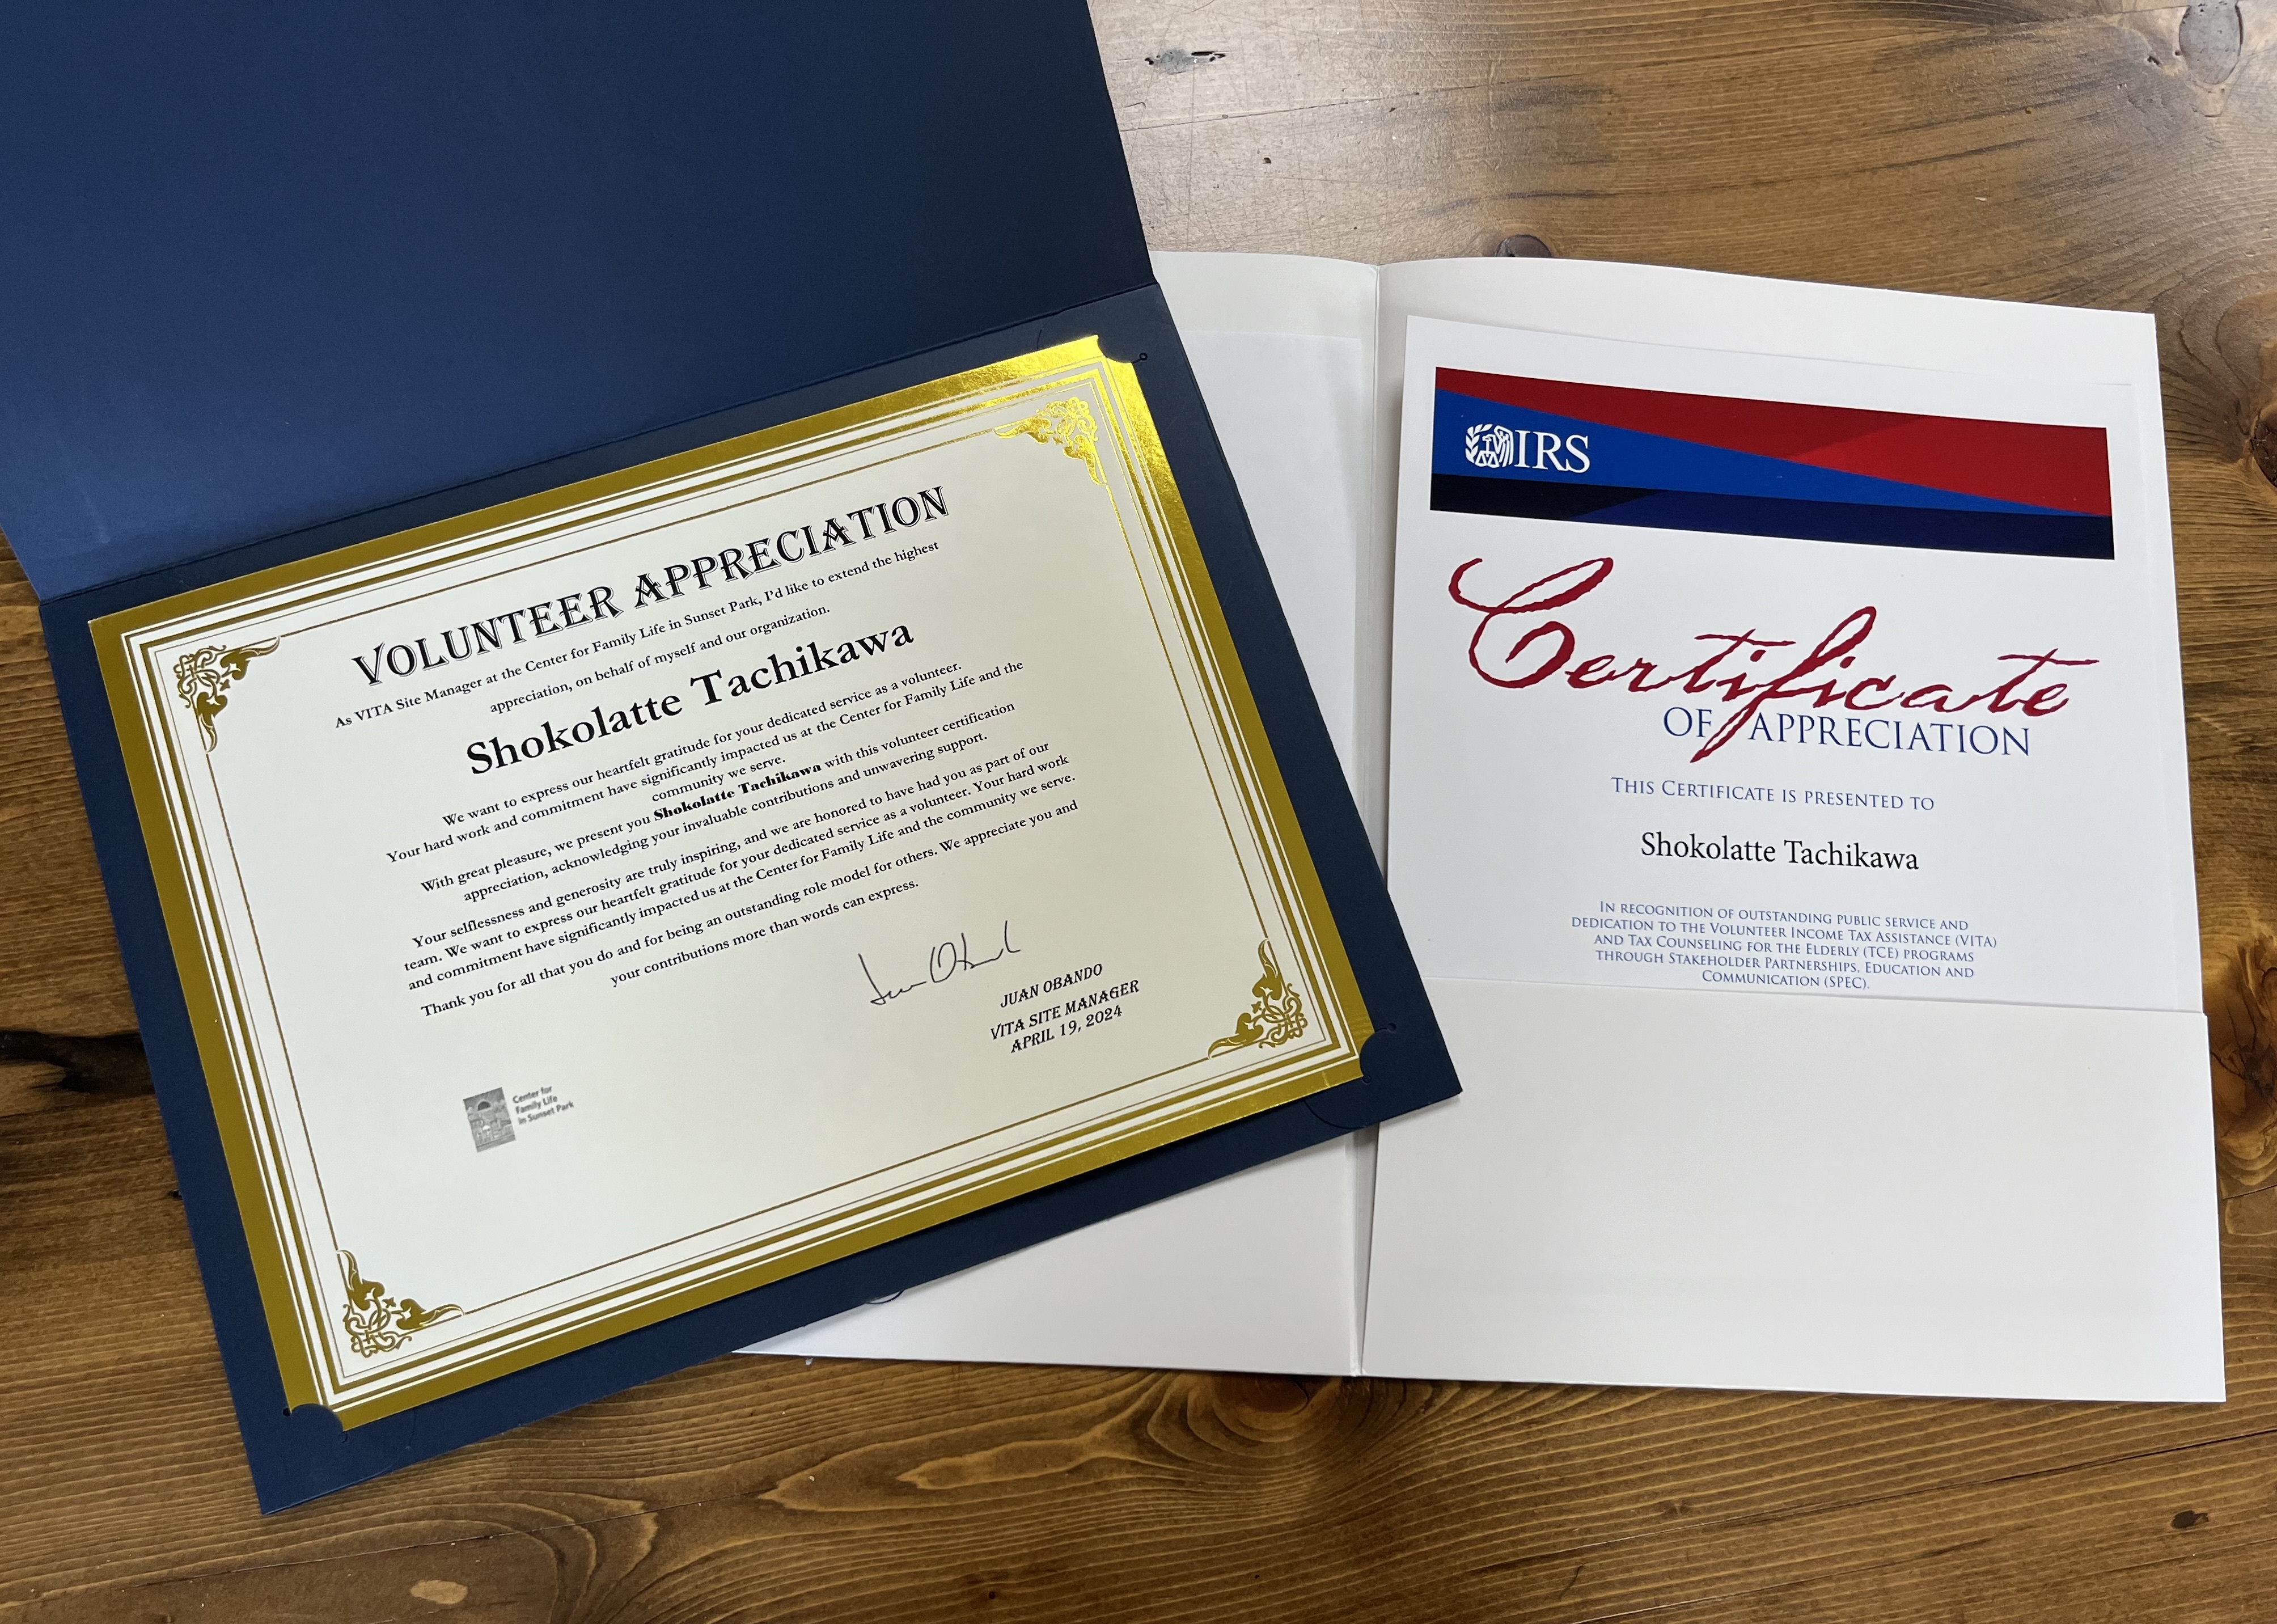 VOLUNTEER APPRECIATION
As VITA Site Manager at the Center for Family Life in Sunset Park, I'd like to extend the highest
appreciation, on behalf of myself and our organization.
Shokolatte Tachikawa
We want to express our heartfelt gratitude for your dedicated service as a volunteer.
Your hard work and commitment have significantly impacted us at the Center for Family Life and the
community we serve.
With great pleasure, we present you Shokolatte Tachikawa with this volunteer certification
appreciation, acknowledging your invaluable contributions and unwavering support.
Your selflessness and generosity are truly inspiring, and we are honored to have had you as part of our
team. We want to express our heartfelt gratitude for your dedicated service as a volunteer. Your hard work
and commitment have significantly impacted us at the Center for Family Life and the community we serve.
Thank you for all that you do and for being an outstanding role model for others. We appreciate you and
your contributions more than words can express.
Juan Obando
JUAN OBANDO
VITA SITE MANAGER
APRIL 19, 2024
Center for
Family Life
in Sunset Park
IRS
Certificate
OF APPRECIATION
THIS CERTIFICATE IS PRESENTED TO
Shokolatte Tachikawa
IN RECOGNITION OF OUTSTANDING PUBLIC SERVICE AND
DEDICATION TO THE VOLUNTEER INCOME TAX ASSISTANCE (VITA)
AND TAX COUNSELING FOR THE ELDERLY (TCE) PROGRAMS
THROUGH STAKEHOLDER PARTNERSHIPS, EDUCATION AND
COMMUNICATION (SPEC).